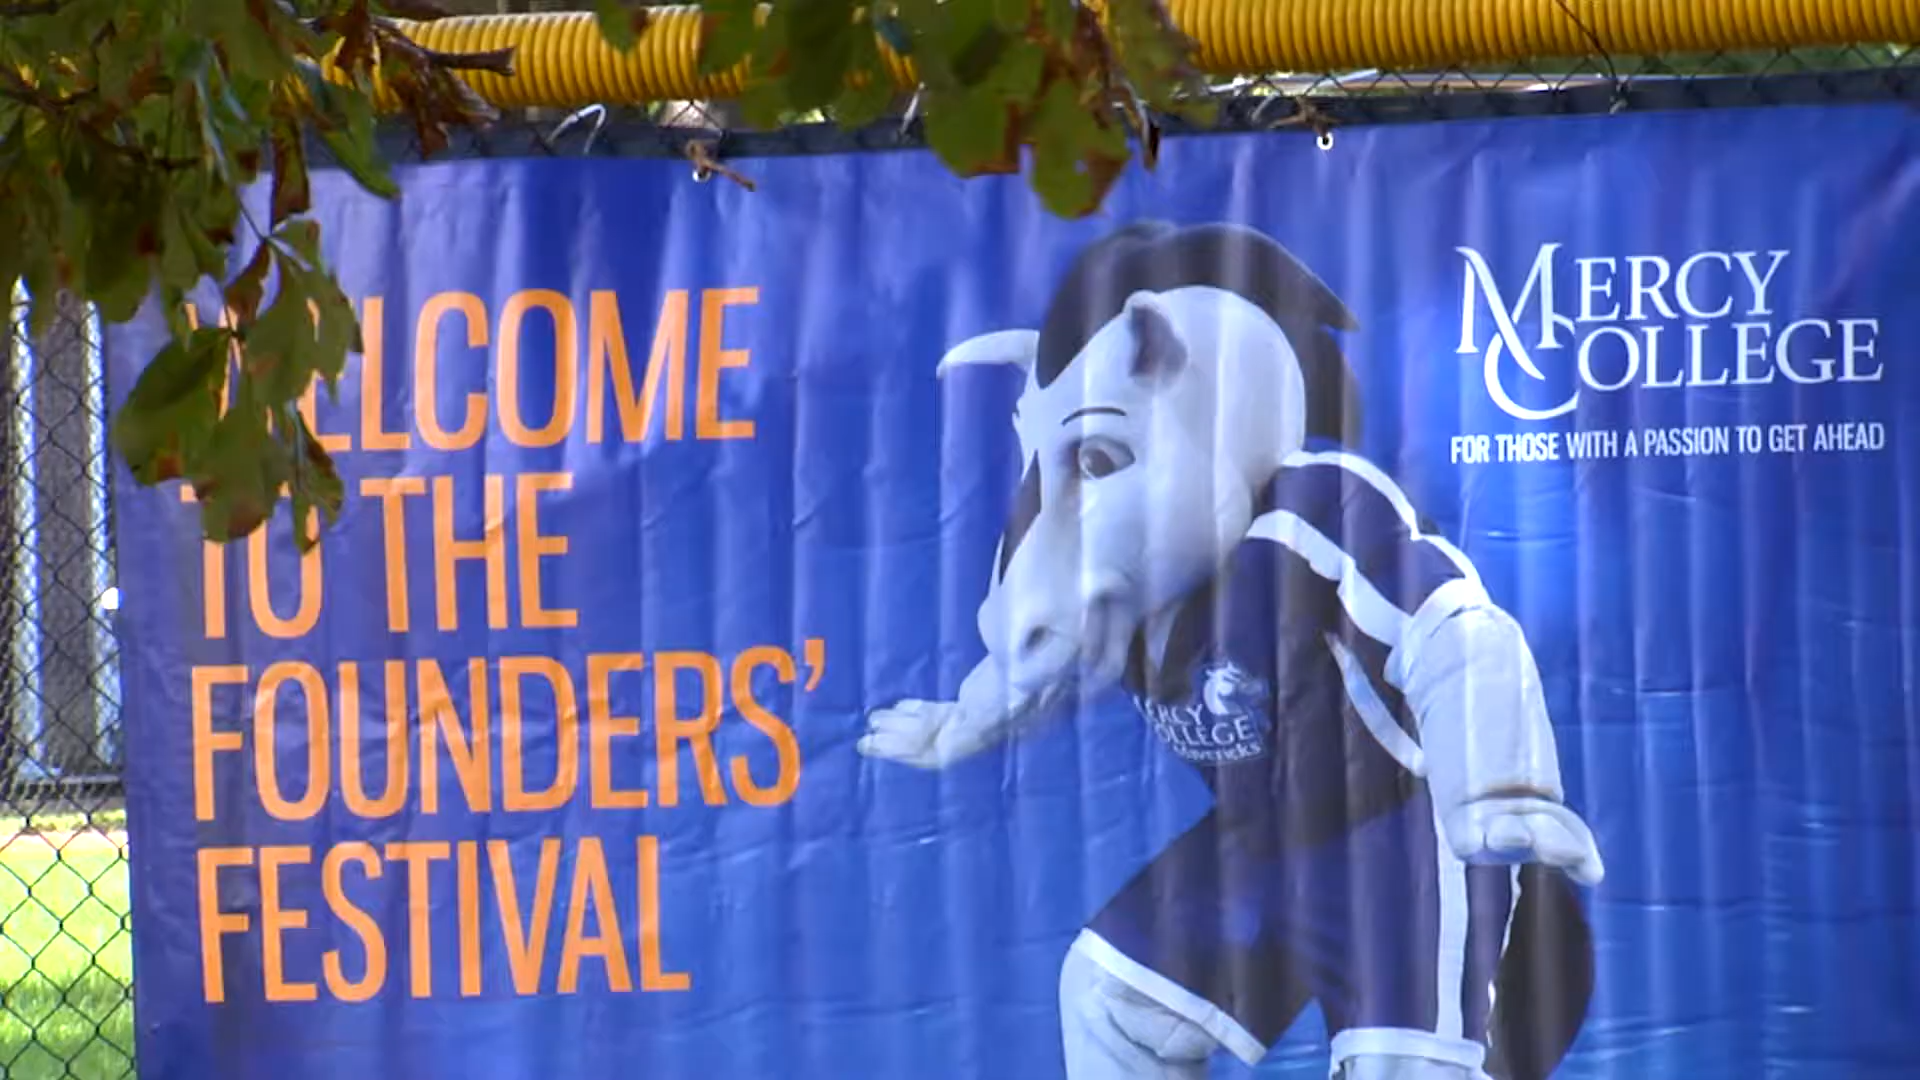 WELCOME
TO THE
FOUNDERS’
FESTIVAL
MERCY
COLLEGE
FOR THOSE WITH A PASSION TO GET AHEAD
MERCY
COLLEGE
Mavericks